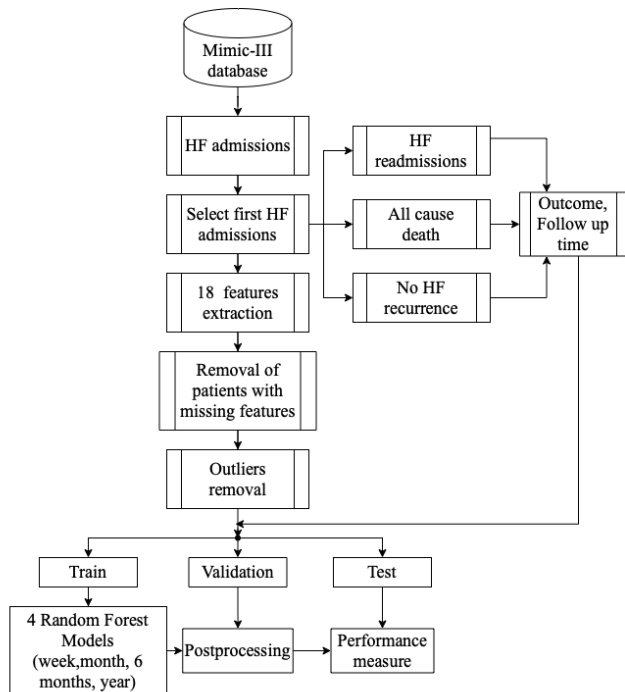 Mimic-III
database
HF admissions
HF
readmissions
Select first HF
admissions
All cause
death
Outcome,
Follow up
time
18 features
extraction
No HF
recurrence
Removal of
patients with
missing features
Outliers
removal
Train
Validation
Test
4 Random Forest
Models
(week,month, 6
months, year)
Postprocessing
Performance
measure